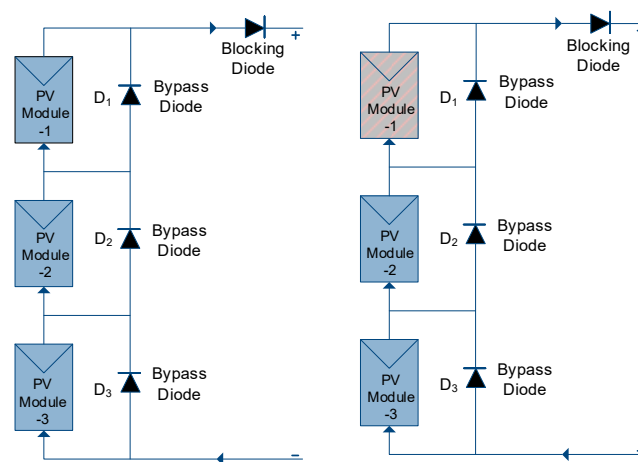 Blocking
Diode
+
PV
Module
-1
D1
Bypass
Diode
PV
Module
-2
D2
Bypass
Diode
PV
Module
-3
D3
Bypass
Diode
−
Blocking
Diode
PV
Module
-1
D1
Bypass
Diode
PV
Module
-2
D2
Bypass
Diode
PV
Module
-3
D3
Bypass
Diode